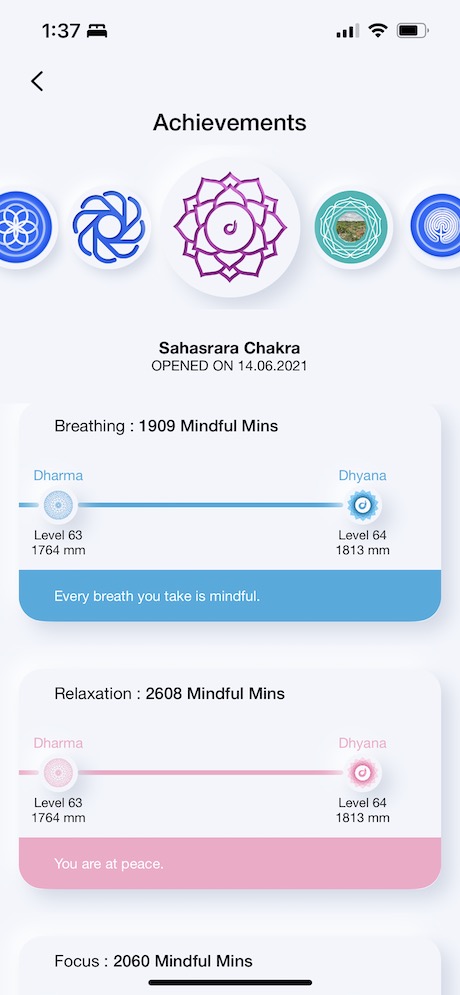 1:37
Achievements
Sahasrara Chakra
OPENED ON 14.06.2021
Breathing : 1909 Mindful Mins
Dharma
Dhyana
Level 63
Level 64
1764 mm
1813 mm
Every breath you take is mindful.
Relaxation : 2608 Mindful Mins
Dharma
Dhyana
Level 63
Level 64
1764 mm
1813 mm
You are at peace.
Focus : 2060 Mindful Mins